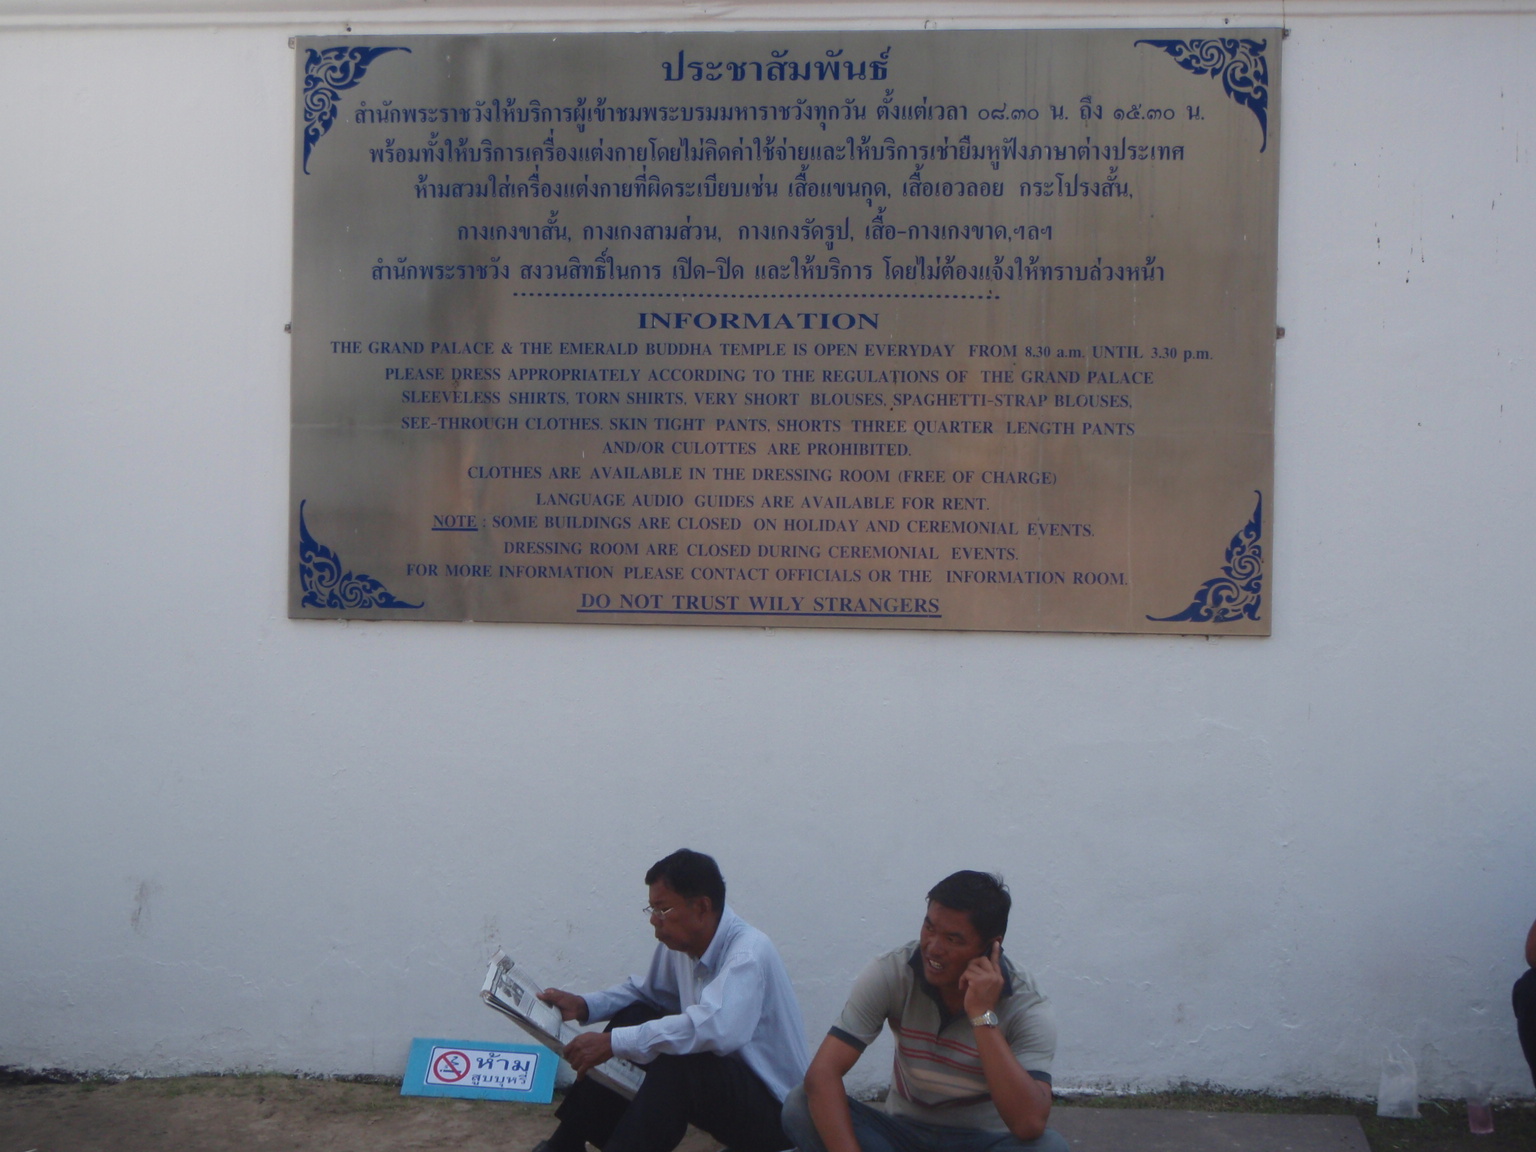 ประชาสัมพันธ์
สำนักพระราชวังให้บริการผู้เข้าชมพระบรมมหาราชวังทุกวัน ตั้งแต่เวลา ๐๘.๓๐ น. ถึง ๑๕.๓๐ น.
พร้อมทั้งให้บริการเครื่องแต่งกายโดยไม่คิดค่าใช้จ่ายและให้บริการเช่ายืมหูฟังภาษาต่างประเทศ
ห้ามสวมใส่เครื่องแต่งกายที่ผิดระเบียบเช่น เสื้อแขนกุด, เสื้อเอวลอย กระโปรงสั้น,
กางเกงขาสั้น, กางเกงสามส่วน, กางเกงรัดรูป, เสื้อ-กางเกงขาด,ฯลฯ
สำนักพระราชวัง สงวนสิทธิ์ในการ เปิด-ปิด และให้บริการ โดยไม่ต้องแจ้งให้ทราบล่วงหน้า
INFORMATION
THE GRAND PALACE & THE EMERALD BUDDHA TEMPLE IS OPEN EVERYDAY FROM 8.30 a.m. UNTIL 3.30 p.m.
PLEASE DRESS APPROPRIATELY ACCORDING TO THE REGULATIONS OF THE GRAND PALACE
SLEEVELESS SHIRTS, TORN SHIRTS, VERY SHORT BLOUSES, SPAGHETTI-STRAP BLOUSES,
SEE-THROUGH CLOTHES, SKIN TIGHT PANTS, SHORTS THREE QUARTER LENGTH PANTS
AND/OR CULOTTES ARE PROHIBITED.
CLOTHES ARE AVAILABLE IN THE DRESSING ROOM (FREE OF CHARGE)
LANGUAGE AUDIO GUIDES ARE AVAILABLE FOR RENT.
NOTE : SOME BUILDINGS ARE CLOSED ON HOLIDAY AND CEREMONIAL EVENTS.
DRESSING ROOM ARE CLOSED DURING CEREMONIAL EVENTS.
FOR MORE INFORMATION PLEASE CONTACT OFFICIALS OR THE INFORMATION ROOM.
DO NOT TRUST WILY STRANGERS
ห้าม
สูบบุหรี่